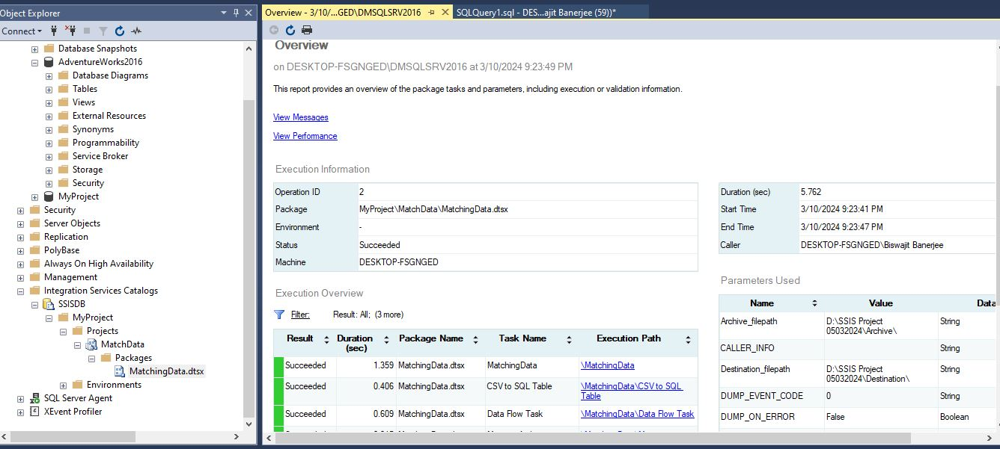 Object Explorer
Connect
Database Snapshots
AdventureWorks2016
Database Diagrams
Tables
Views
External Resources
Synonyms
Programmability
Service Broker
Storage
Security
MyProject
Security
Server Objects
Replication
PolyBase
Always On High Availability
Management
Integration Services Catalogs
SSISDB
MyProject
Projects
MatchData
Packages
MatchingData.dtsx
Environments
SQL Server Agent
XEvent Profiler
Overview - 3/10/...GED\DMSQLSRV2016
SQLQuery1.sql - DES...ajit Banerjee (59))*
Overview
on DESKTOP-FSGNGED\DMSQLSRV2016 at 3/10/2024 9:23:49 PM
This report provides an overview of the package tasks and parameters, including execution or validation information.
View Messages
View Performance
Execution Information
Operation ID 2
Package MyProject\MatchData\MatchingData.dtsx
Environment -
Status Succeeded
Machine DESKTOP-FSGNGED
Duration (sec) 5.762
Start Time 3/10/2024 9:23:41 PM
End Time 3/10/2024 9:23:47 PM
Caller DESKTOP-FSGNGED\Biswajit Banerjee
Execution Overview
Filter: Result: All; (3 more)
Result Duration (sec) Package Name Task Name Execution Path
Succeeded 1.359 MatchingData.dtsx MatchingData \MatchingData
Succeeded 0.406 MatchingData.dtsx CSV to SQL Table \MatchingData\CSV to SQL
Table
Succeeded 0.609 MatchingData.dtsx Data Flow Task \MatchingData\Data Flow Task
Parameters Used
Name Value Data
Archive_filepath D:\SSIS Project String
05032024\Archive\
CALLER_INFO String
Destination_filepath D:\SSIS Project String
05032024\Destination\
DUMP_EVENT_CODE 0 String
DUMP_ON_ERROR False Boolean